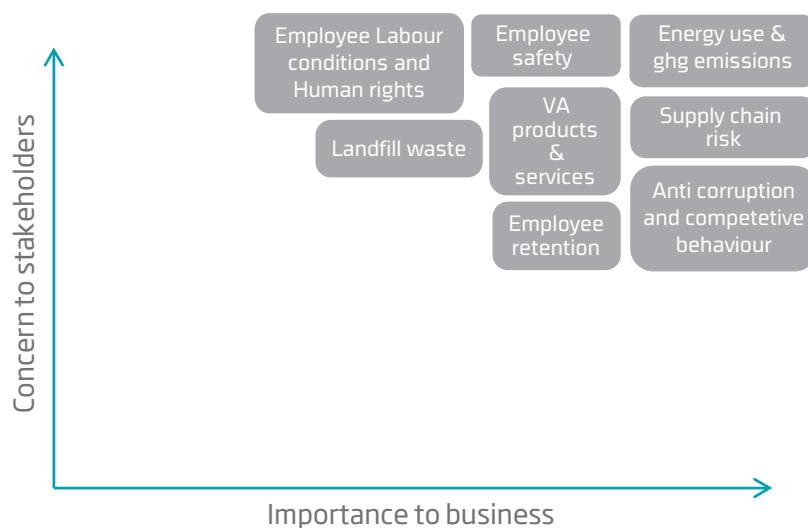 Employee Labour
conditions and
Human rights
Employee
safety
Energy use &
ghg emissions
Landfill waste
VA
products
&
services
Supply chain
risk
Employee
retention
Anti corruption
and competetive
behaviour
Concern to stakeholders
Importance to business